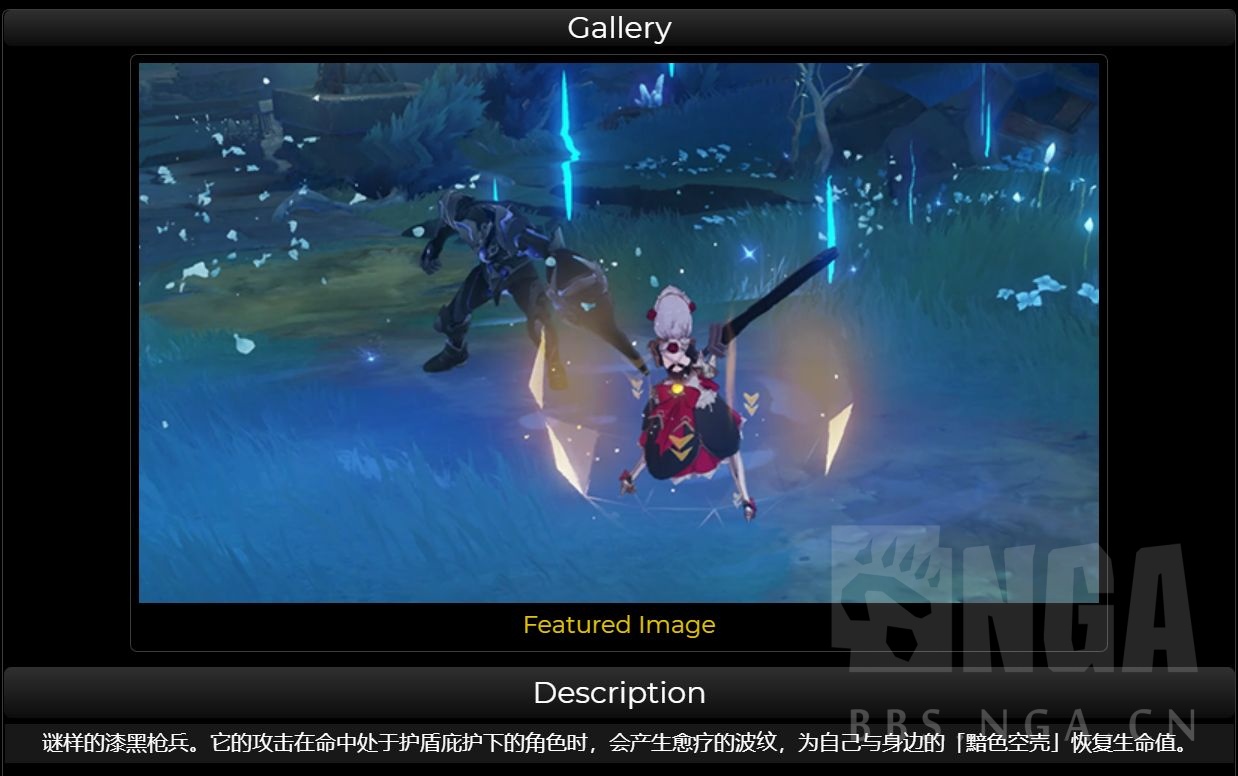 Gallery
Featured Image
Description
谜样的漆黑枪兵。它的攻击在命中处于护盾庇护下的角色时，会产生愈疗的波纹，为自己与身边的「黯色空壳」恢复生命值。
NGA
BBS.NGA.CN